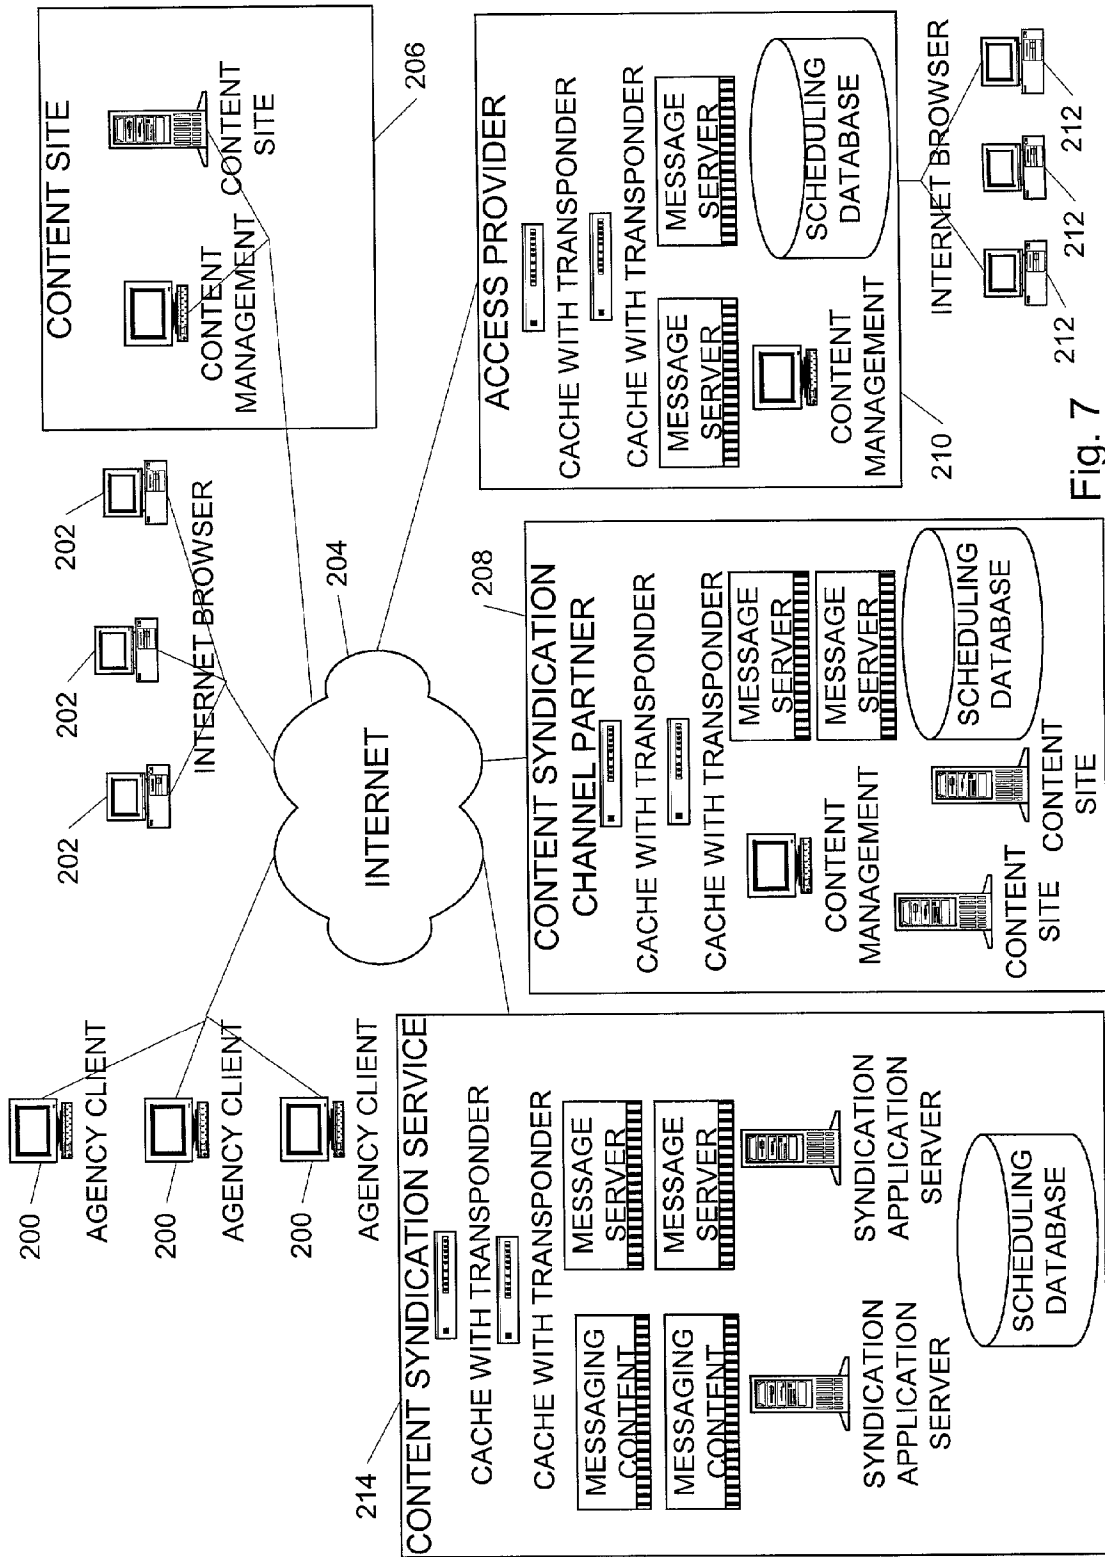 200
AGENCY CLIENT
200
AGENCY CLIENT
200
AGENCY CLIENT
202
202
202
INTERNET BROWSER
CONTENT SITE
CONTENT
MANAGEMENT
CONTENT
SITE
206
INTERNET
204
214
CONTENT SYNDICATION SERVICE
CACHE WITH TRANSPONDER
CACHE WITH TRANSPONDER
MESSAGING
CONTENT
MESSAGE
SERVER
MESSAGING
CONTENT
MESSAGE
SERVER
SYNDICATION
APPLICATION
SERVER
SYNDICATION
APPLICATION
SERVER
SCHEDULING
DATABASE
208
CONTENT SYNDICATION
CHANNEL PARTNER
CACHE WITH TRANSPONDER
CACHE WITH TRANSPONDER
MESSAGE
SERVER
MESSAGE
SERVER
CONTENT
MANAGEMENT
SCHEDULING
DATABASE
CONTENT
SITE
CONTENT
SITE
ACCESS PROVIDER
CACHE WITH TRANSPONDER
CACHE WITH TRANSPONDER
MESSAGE
SERVER
MESSAGE
SERVER
CONTENT
MANAGEMENT
SCHEDULING
DATABASE
210
INTERNET BROWSER
212
212
212
Fig. 7